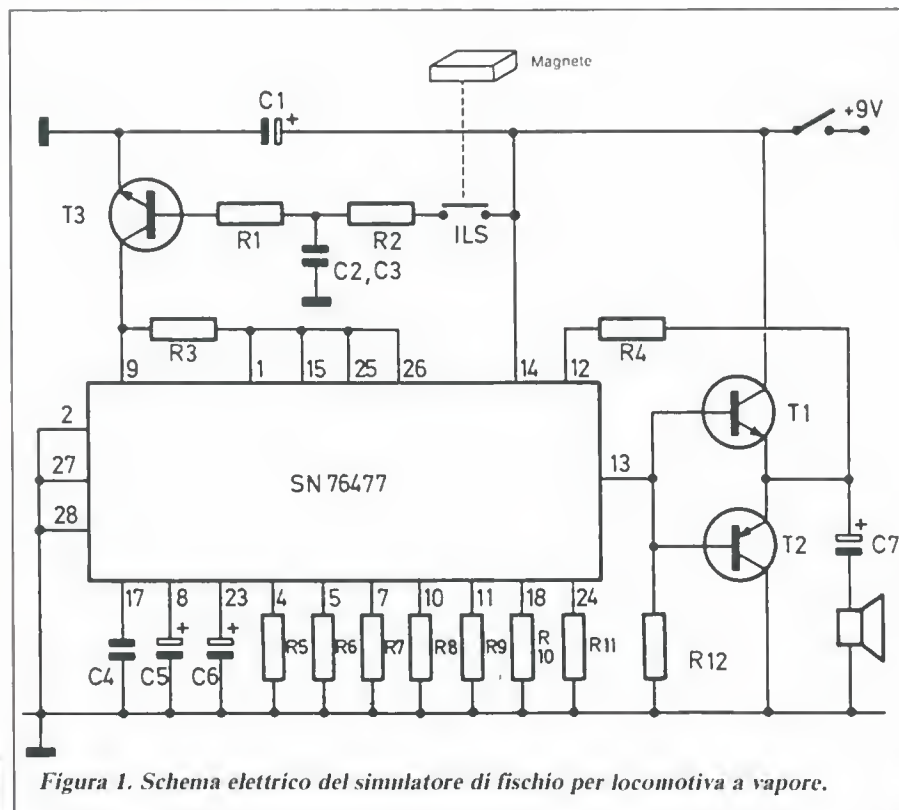 Magnete
C1
+
+9V
T3
R1
R2
ILS
C2, C3
R3
R4
9
1
15
25
26
14
12
2
27
28
SN 76477
13
T1
T2
+
C7
17
8
23
4
5
7
10
11
18
24
C4
+
C5
+
C6
R5
R6
R7
R8
R9
R
10
R11
R12
Figura 1. Schema elettrico del simulatore di fischio per locomotiva a vapore.